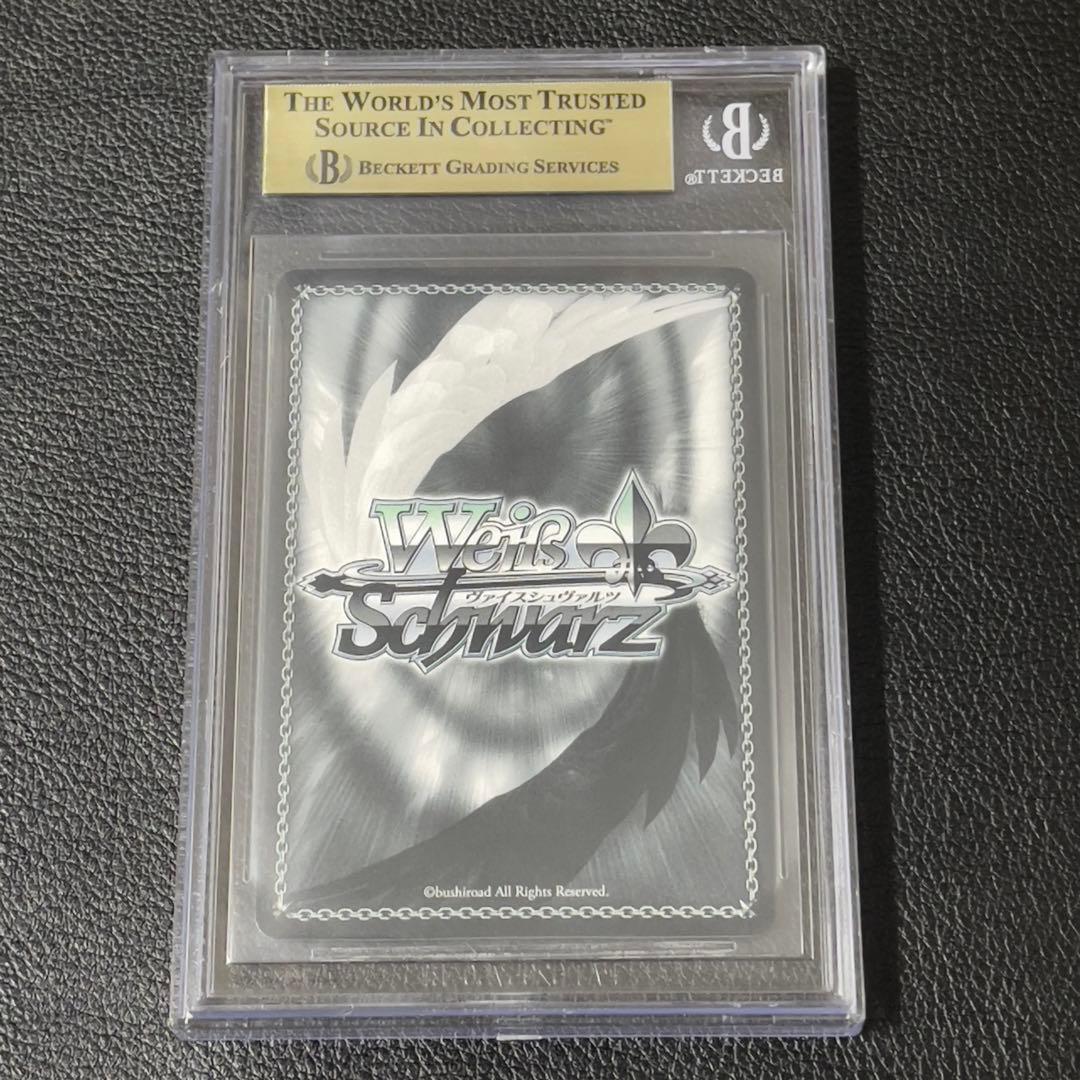 THE WORLD'S MOST TRUSTED
SOURCE IN COLLECTING™
B BECKETT GRADING SERVICES
B
BECKETT®
Weiß
ヴァイスシュヴァルツ
Schwarz
©bushiroad All Rights Reserved.